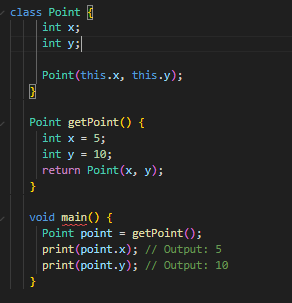 class Point {
int x;
int y;
Point(this.x, this.y);
}
Point getPoint() {
int x = 5;
int y = 10;
return Point(x, y);
}
void main() {
Point point = getPoint();
print(point.x); // Output: 5
print(point.y); // Output: 10
}